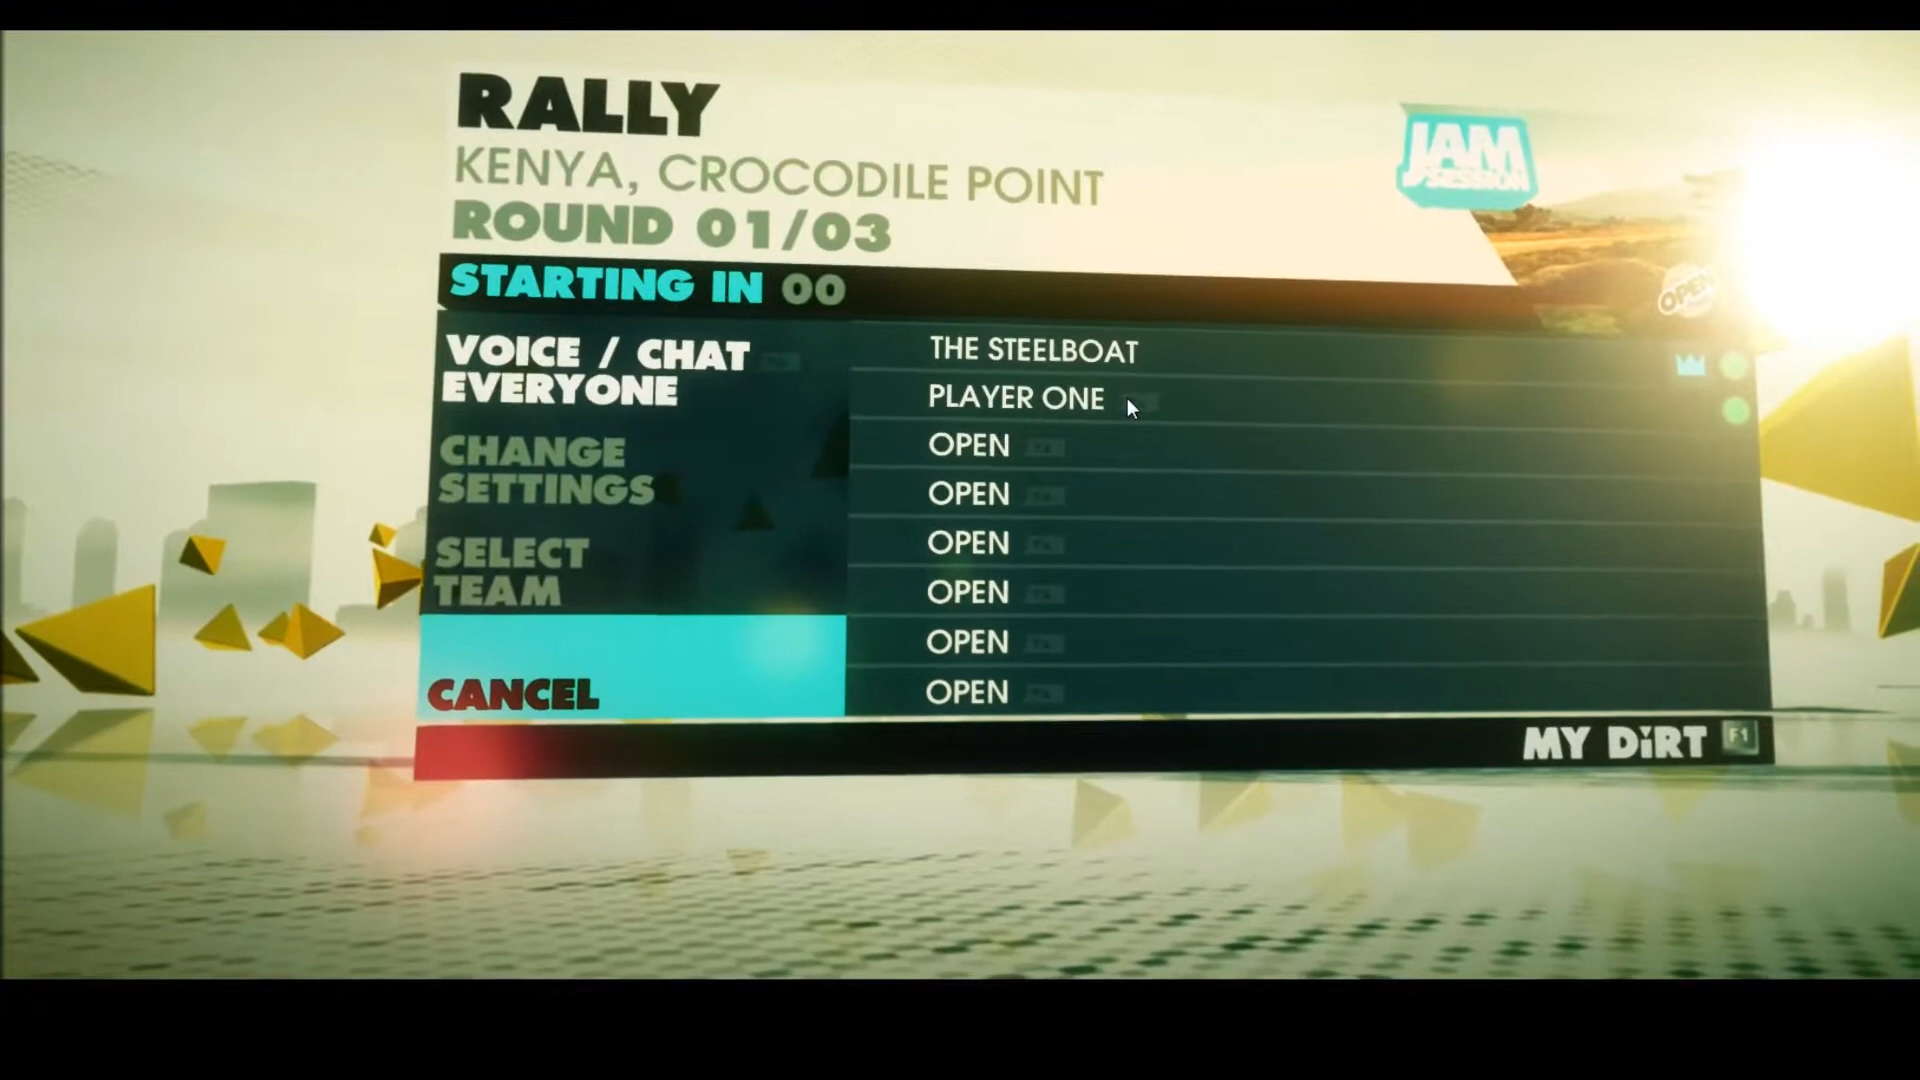 RALLY
KENYA, CROCODILE POINT
ROUND 01/03
JAM
SESSION
OPEN
STARTING IN 00
VOICE / CHAT
EVERYONE
CHANGE
SETTINGS
SELECT
TEAM
CANCEL
THE STEELBOAT
PLAYER ONE
OPEN
OPEN
OPEN
OPEN
OPEN
OPEN
MY DiRT F1